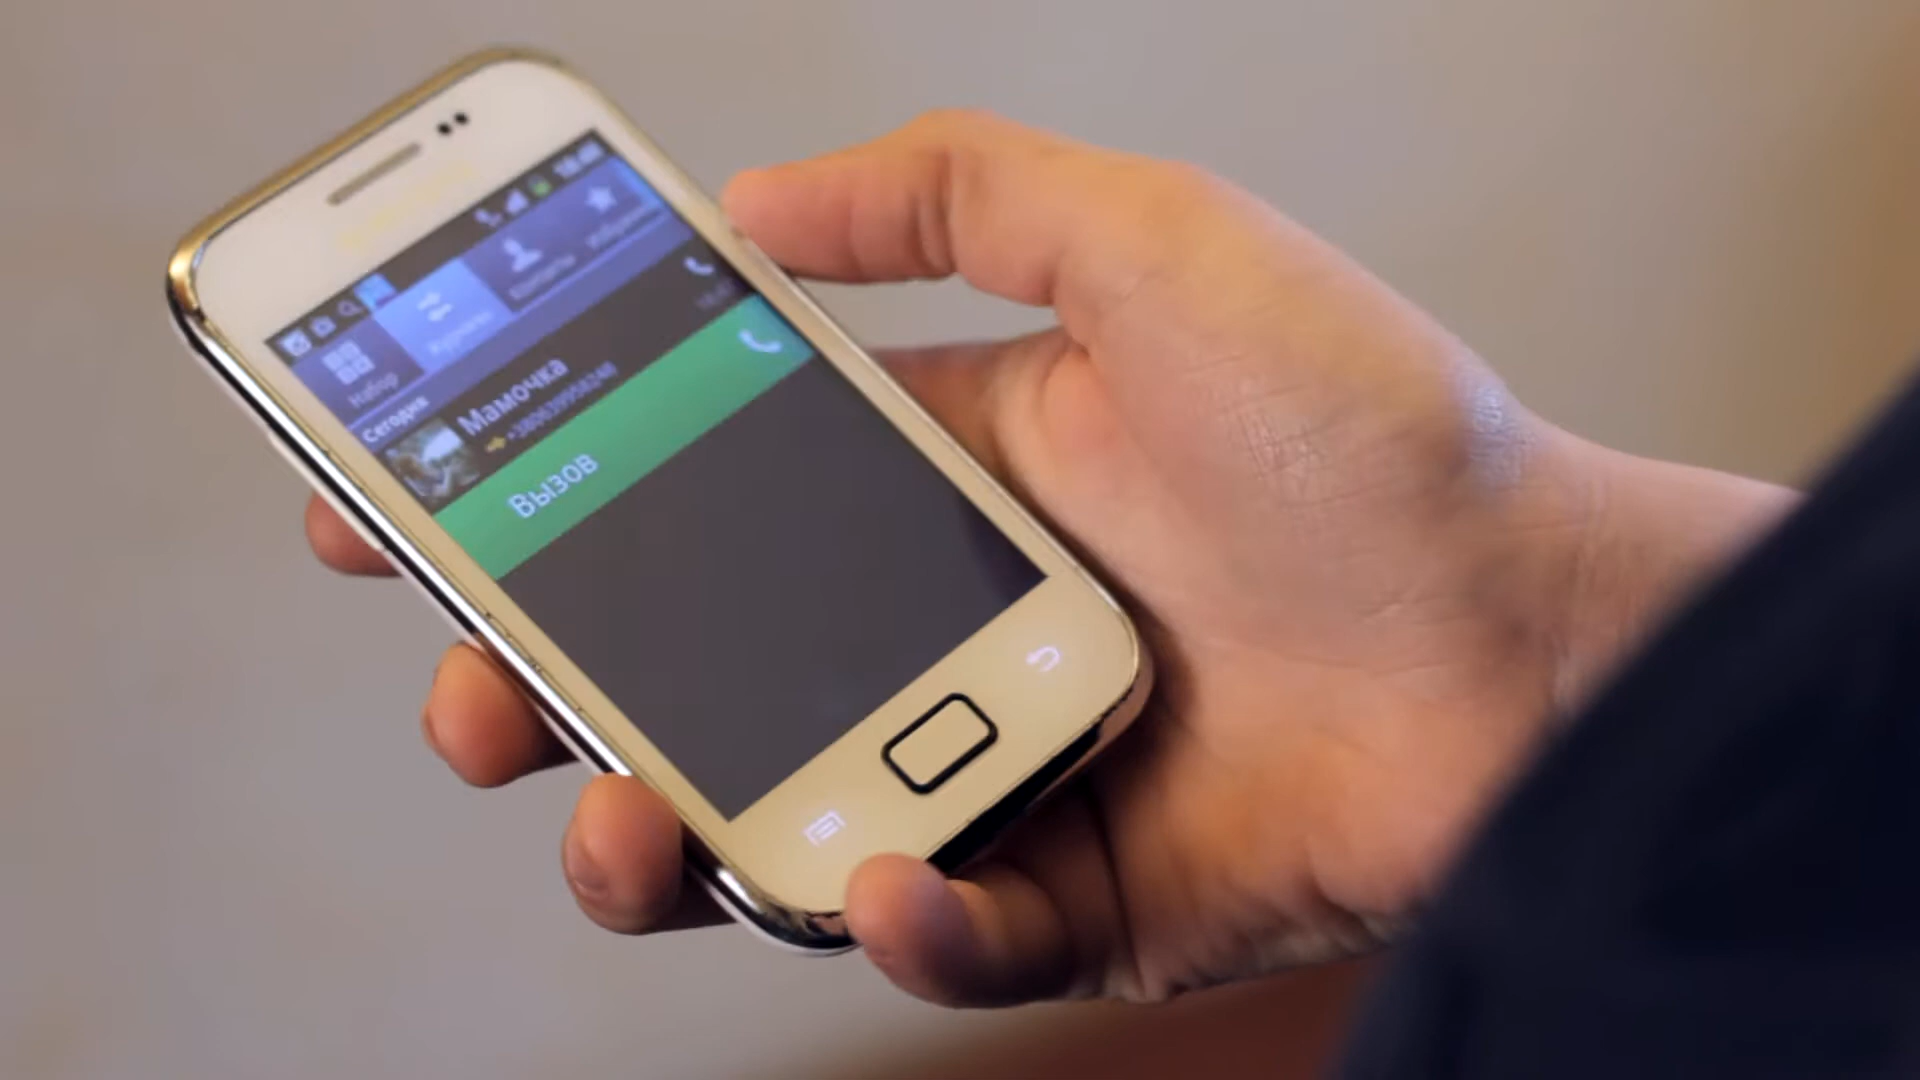 Набор
Журналы
Контакты
Избранное
Сегодня
Мамочка
Вызов